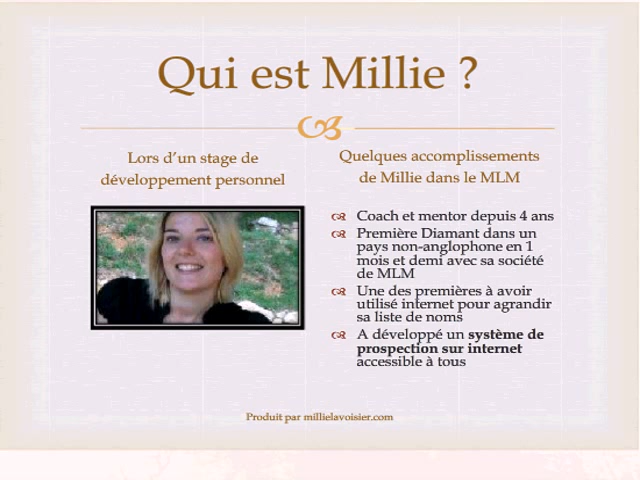 Qui est Millie ?
Lors d’un stage de
développement personnel
Quelques accomplissements
de Millie dans le MLM
Coach et mentor depuis 4 ans
Première Diamant dans un
pays non-anglophone en 1
mois et demi avec sa société
de MLM
Une des premières à avoir
utilisé internet pour agrandir
sa liste de noms
A développé un système de
prospection sur internet
accessible à tous
Produit par millielavoisier.com